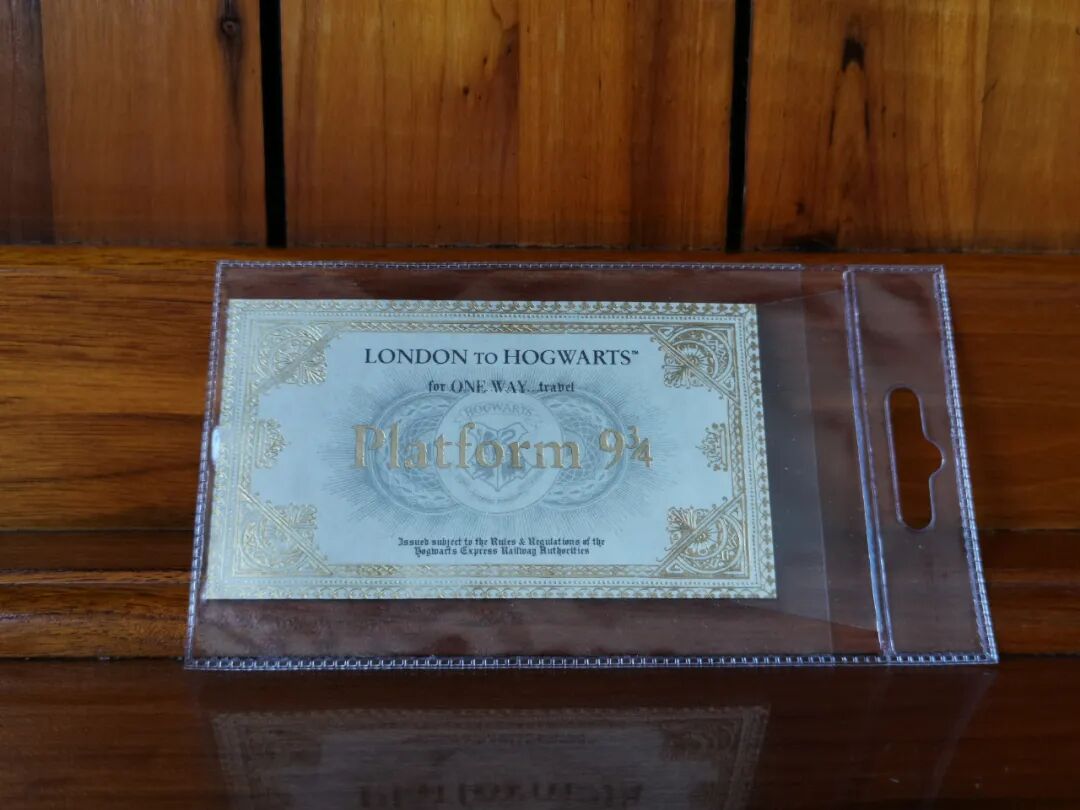 LONDON TO HOGWARTS™
for ONE WAY...travel
HOGWARTS
Platform 9¾
Issued subject to the Rules & Regulations of the
Hogwarts Express Railway Authorities